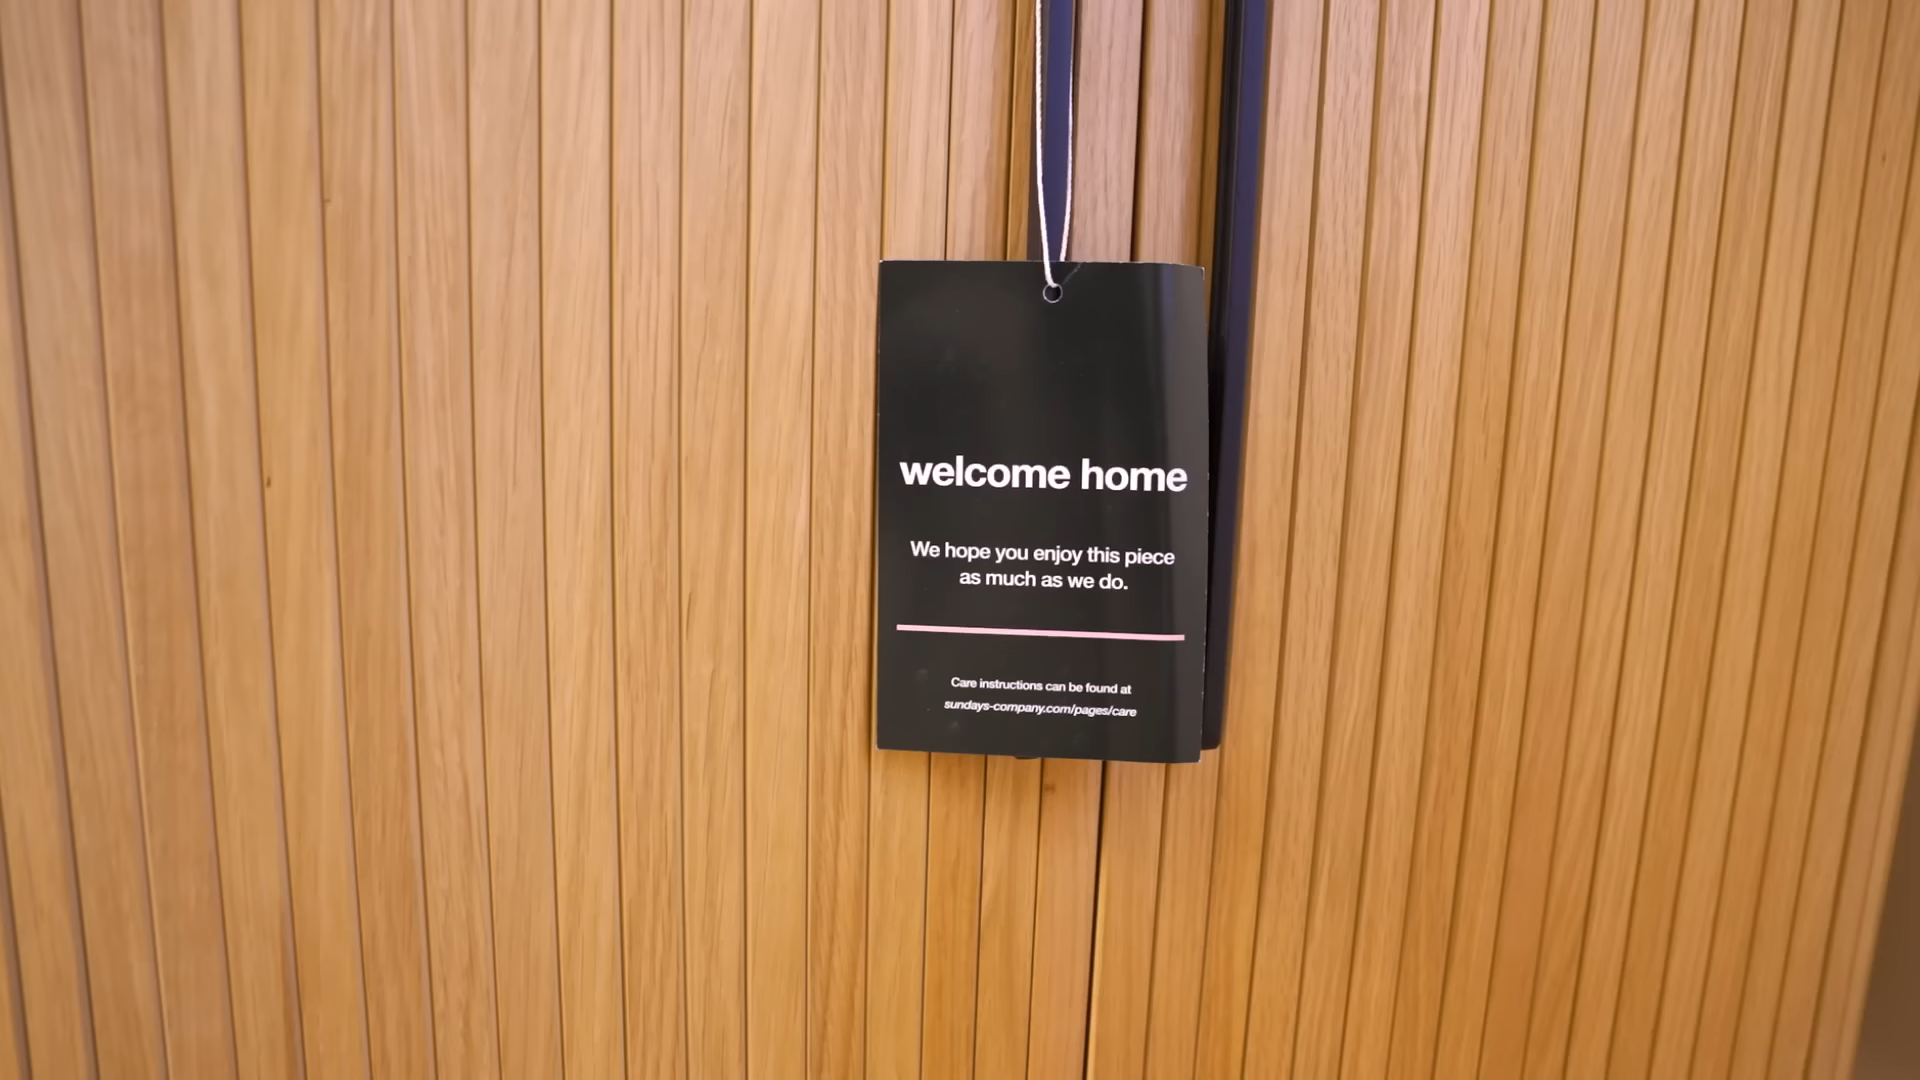 welcome home
We hope you enjoy this piece
as much as we do.
Care instructions can be found at
sundays-company.com/pages/care